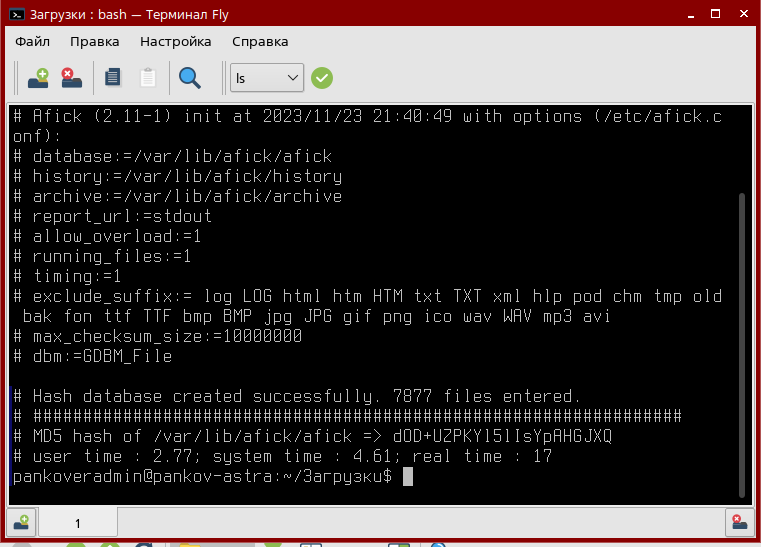 Загрузки : bash — Терминал Fly
Файл Правка Настройка Справка
ls
# Afick (2.11-1) init at 2023/11/23 21:40:49 with options (/etc/afick.c
onf):
# database:=/var/lib/afick/afick
# history:=/var/lib/afick/history
# archive:=/var/lib/afick/archive
# report_url:=stdout
# allow_overload:=1
# running_files:=1
# timing:=1
# exclude_suffix:= log LOG html htm HTM txt TXT xml hlp pod chm tmp old
 bak fon ttf TTF bmp BMP jpg JPG gif png ico wav WAV mp3 avi
# max_checksum_size:=10000000
# dbm:=GDBM_File
# Hash database created successfully. 7877 files entered.
# #################################################################
# MD5 hash of /var/lib/afick/afick => dOD+UZPKYl5lIsYpAHGJXQ
# user time : 2.77; system time : 4.61; real time : 17
pankoveradmin@pankov-astra:~/Загрузки$
1